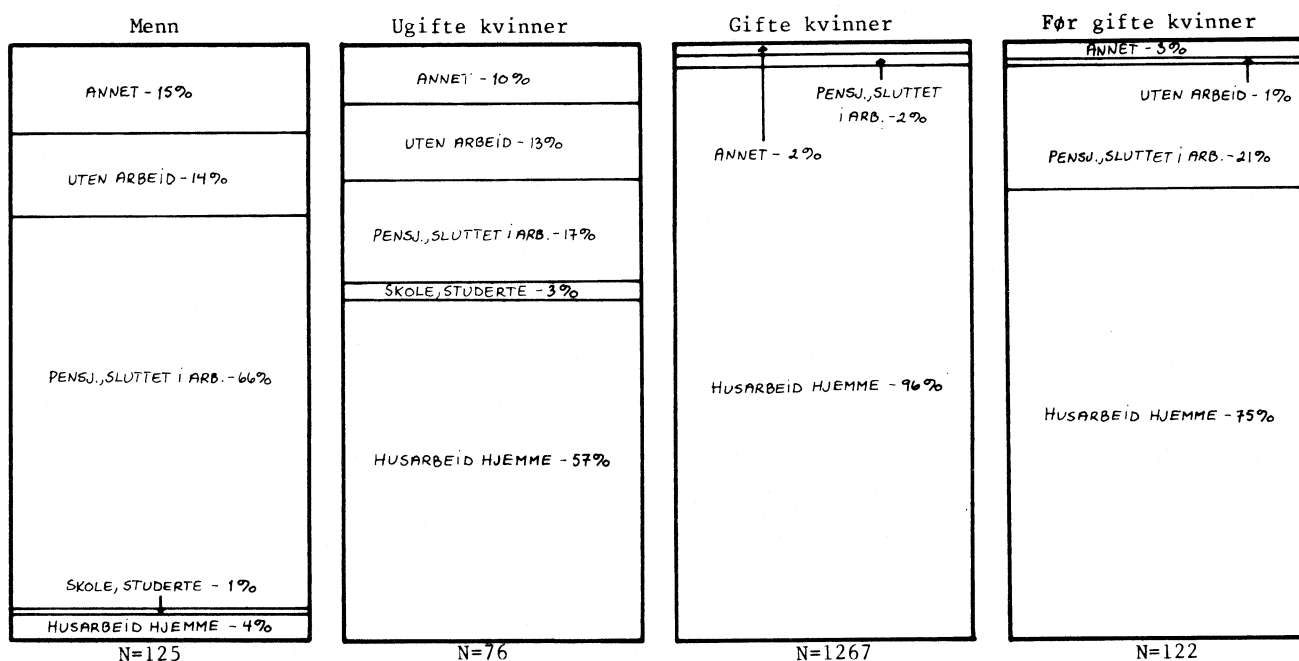 Menn
ANNET - 15%
UTEN ARBEID - 14%
PENSJ., SLUTTET I ARB. - 66%
SKOLE, STUDERTE - 1%
HUSARBEID HJEMME - 4%
N=125
Ugifte kvinner
ANNET - 10%
UTEN ARBEID - 13%
PENSJ., SLUTTET I ARB. - 17%
SKOLE, STUDERTE - 3%
HUSARBEID HJEMME - 57%
N=76
Gifte kvinner
PENSJ., SLUTTET
I ARB. - 2%
ANNET - 2%
HUSARBEID HJEMME - 96%
N=1267
Før gifte kvinner
ANNET - 3%
UTEN ARBEID - 1%
PENSJ., SLUTTET I ARB. - 21%
HUSARBEID HJEMME - 75%
N=122